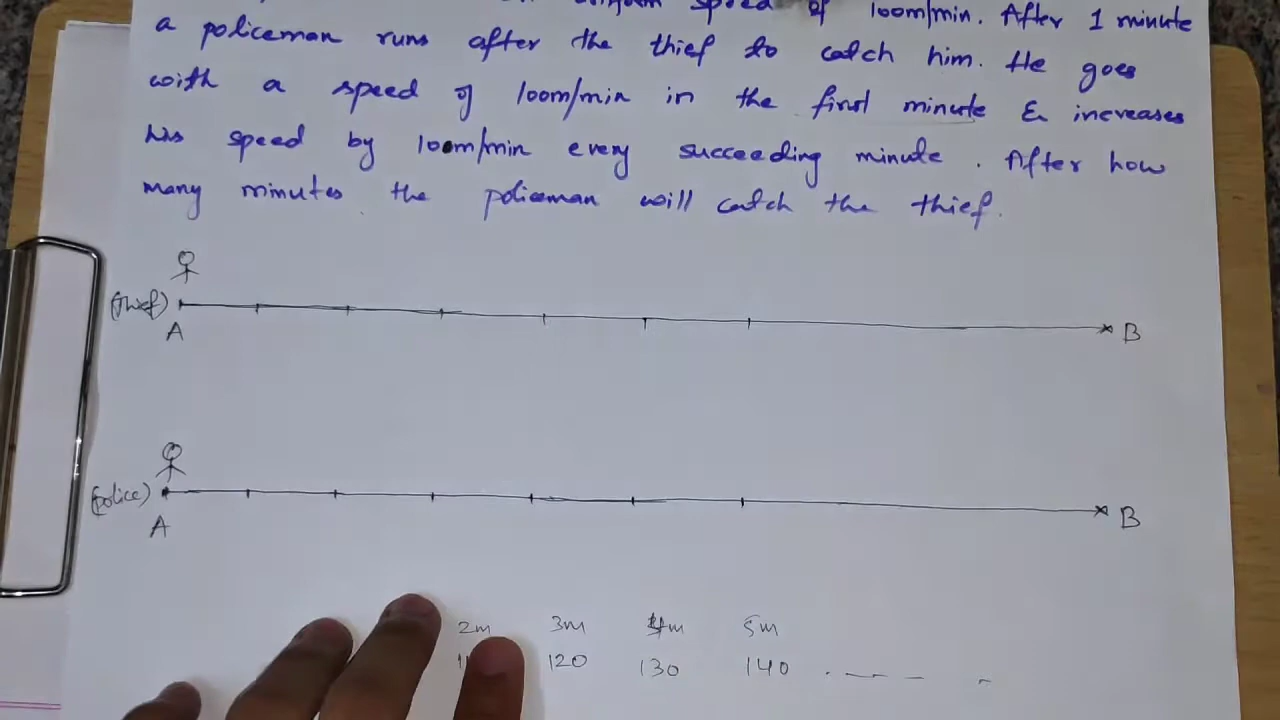 speed of 100m/min. After 1 minute
a policeman runs after the thief to catch him. He goes
with a speed of 100m/min in the first minute & increases
his speed by 100m/min every succeeding minute. After how
many minutes the policeman will catch the thief.
(thief)
A
B
(police)
A
B
2m 3m 4m 5m
120 130 140 . - - - -